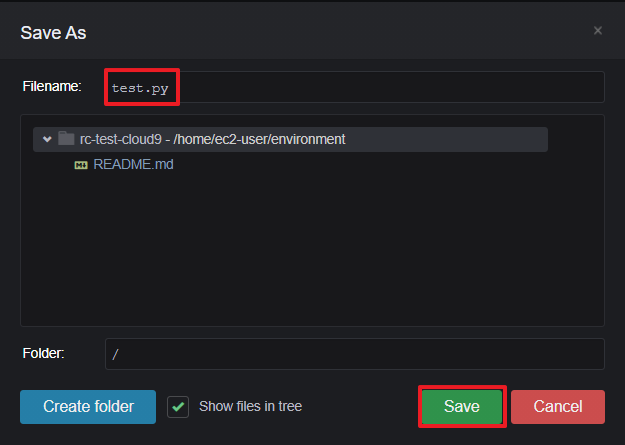 Save As
×
Filename: test.py
rc-test-cloud9 - /home/ec2-user/environment
README.md
Folder: /
Create folder Show files in tree Save Cancel